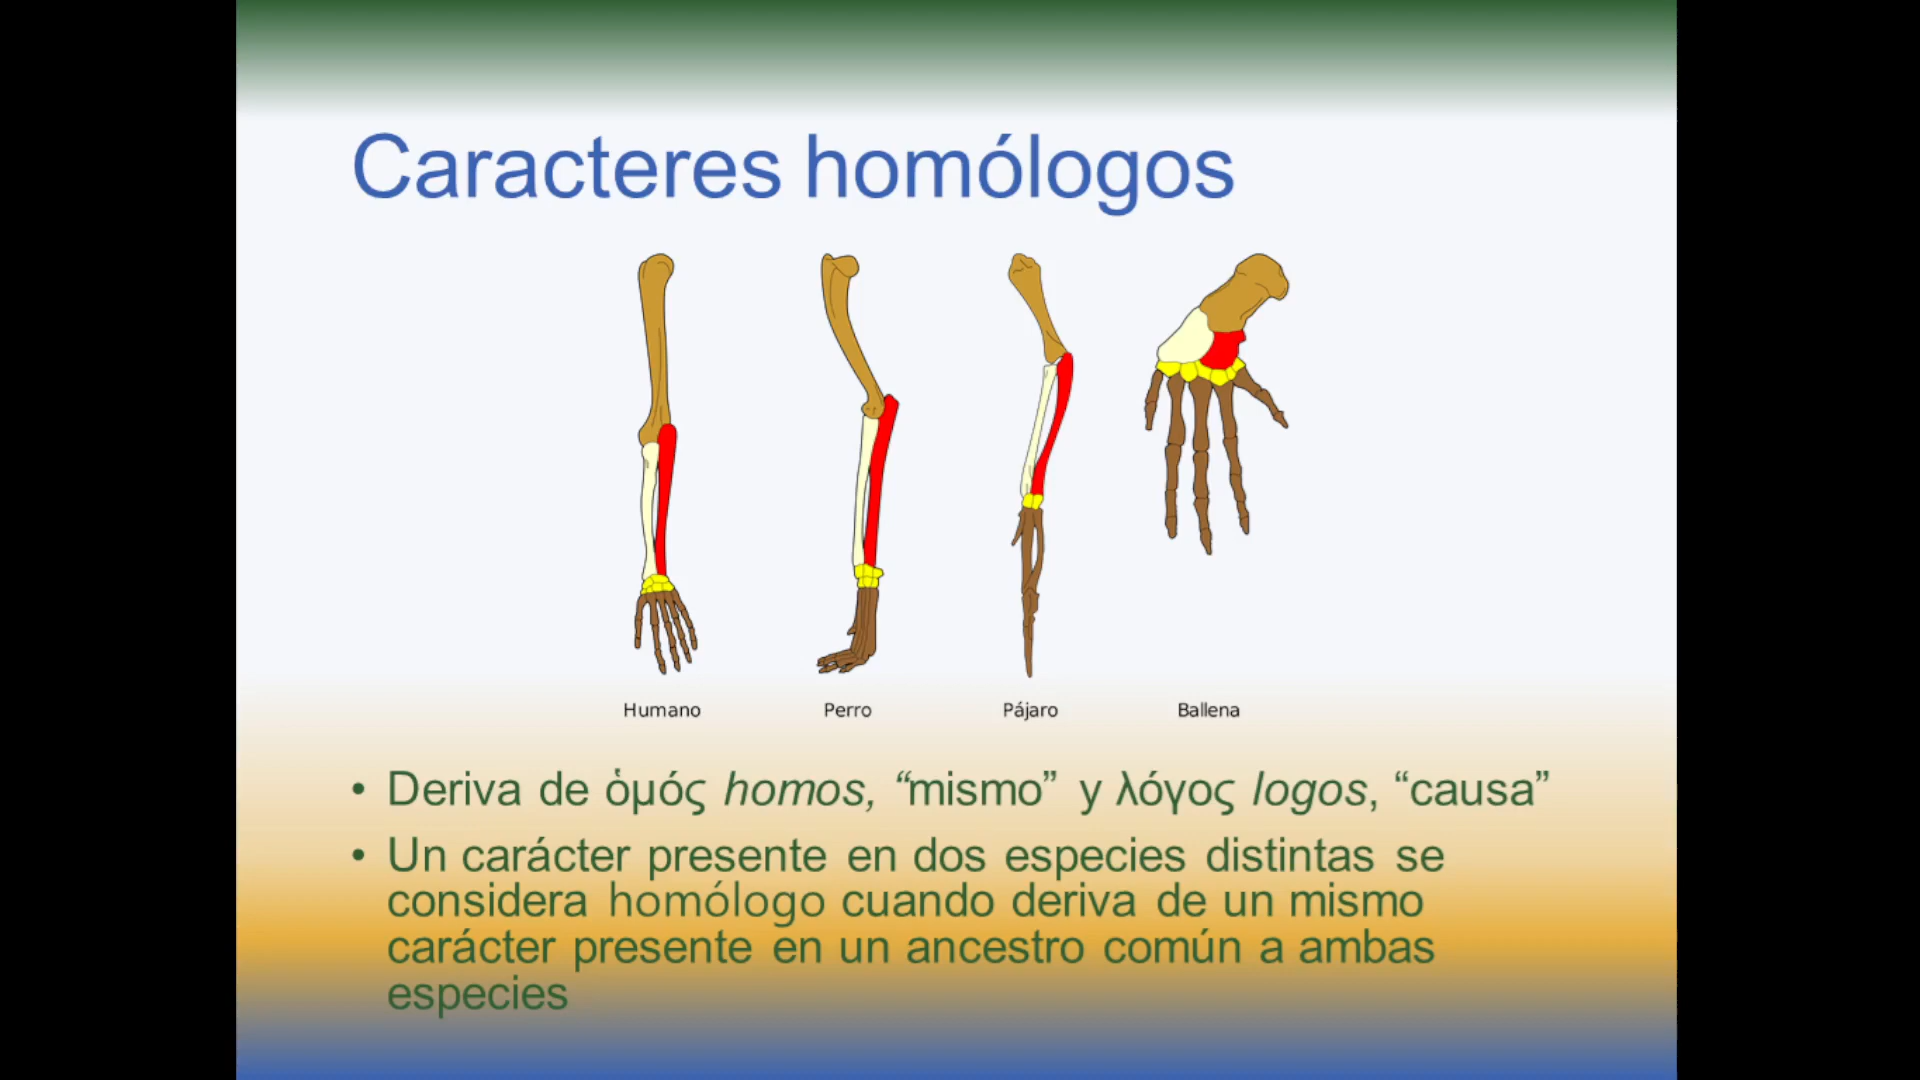 Caracteres homólogos
Humano Perro Pájaro Ballena
• Deriva de ὁμός homos, “mismo” y λόγος logos, “causa”
• Un carácter presente en dos especies distintas se
considera homólogo cuando deriva de un mismo
carácter presente en un ancestro común a ambas
especies